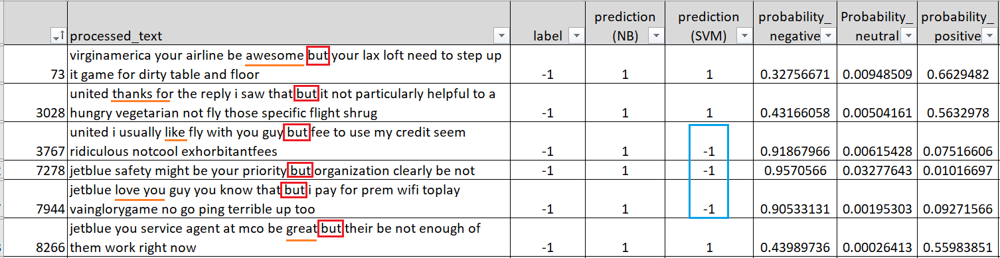 processed_text label prediction (NB) prediction (SVM) probability_negative Probability_neutral probability_positive
virginamerica your airline be awesome but your lax loft need to step up
73 it game for dirty table and floor -1 1 1 0.32756671 0.00948509 0.6629482
united thanks for the reply i saw that but it not particularly helpful to a
3028 hungry vegetarian not fly those specific flight shrug -1 1 1 0.43166058 0.00504161 0.5632978
united i usually like fly with you guy but fee to use my credit seem
3767 ridiculous notcool exhorbitantfees -1 1 -1 0.91867966 0.00615428 0.07516606
7278 jetblue safety might be your priority but organization clearly be not -1 1 -1 0.9570566 0.03277643 0.01016697
jetblue love you guy you know that but i pay for prem wifi toplay
7944 vainglorygame no go ping terrible up too -1 1 -1 0.90533131 0.00195303 0.09271566
jetblue you service agent at mco be great but their be not enough of
8266 them work right now -1 1 1 0.43989736 0.00026413 0.55983851